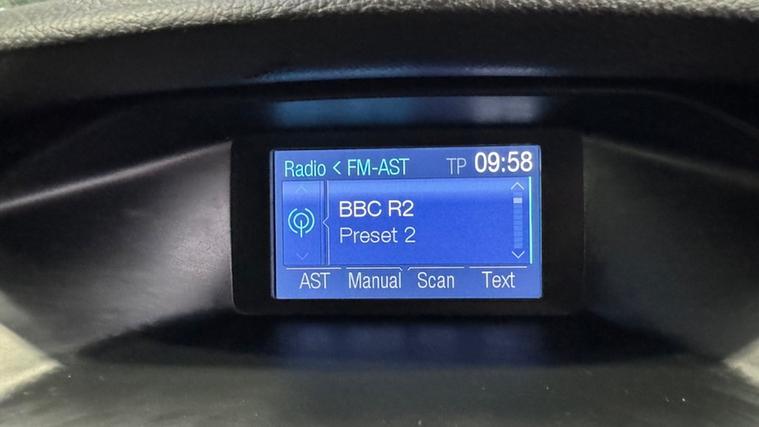 Radio < FM-AST TP 09:58
BBC R2
Preset 2
AST Manual Scan Text